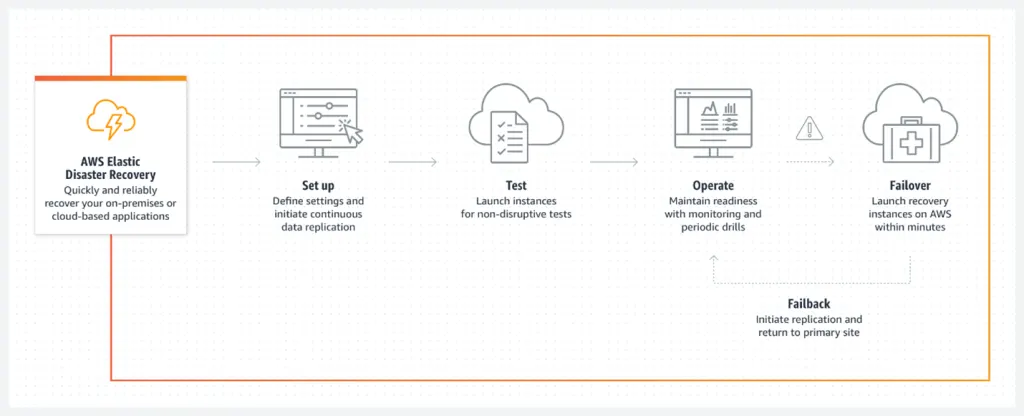 AWS Elastic
Disaster Recovery
Quickly and reliably
recover your on-premises or
cloud-based applications
Set up
Define settings and
initiate continuous
data replication
Test
Launch instances
for non-disruptive tests
Operate
Maintain readiness
with monitoring and
periodic drills
Failover
Launch recovery
instances on AWS
within minutes
Failback
Initiate replication and
return to primary site